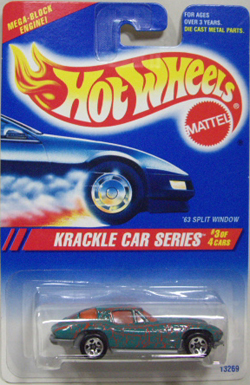 MEGA-BLOCK
ENGINE!
FOR AGES
OVER 3 YEARS.
DIE CAST METAL PARTS.
Hot Wheels
MATTEL
'63 SPLIT WINDOW
KRACKLE CAR SERIES™
#3 OF
4 CARS
13269